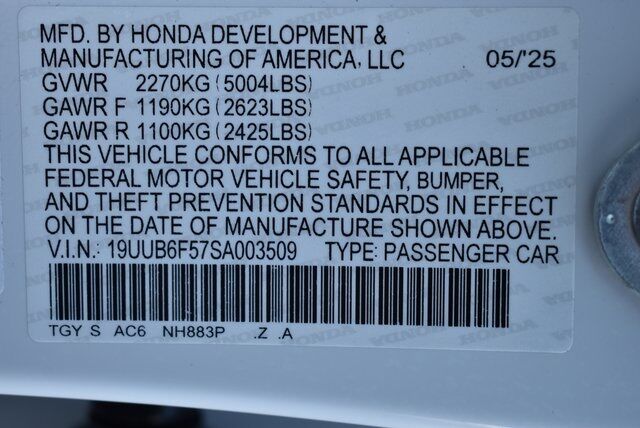 MFD. BY HONDA DEVELOPMENT &
MANUFACTURING OF AMERICA, LLC 05/'25
GVWR 2270KG (5004LBS)
GAWR F 1190KG (2623LBS)
GAWR R 1100KG (2425LBS)
THIS VEHICLE CONFORMS TO ALL APPLICABLE
FEDERAL MOTOR VEHICLE SAFETY, BUMPER,
AND THEFT PREVENTION STANDARDS IN EFFECT
ON THE DATE OF MANUFACTURE SHOWN ABOVE.
V.I.N.: 19UUB6F57SA003509 TYPE: PASSENGER CAR
TGY S AC6 NH883P .Z .A